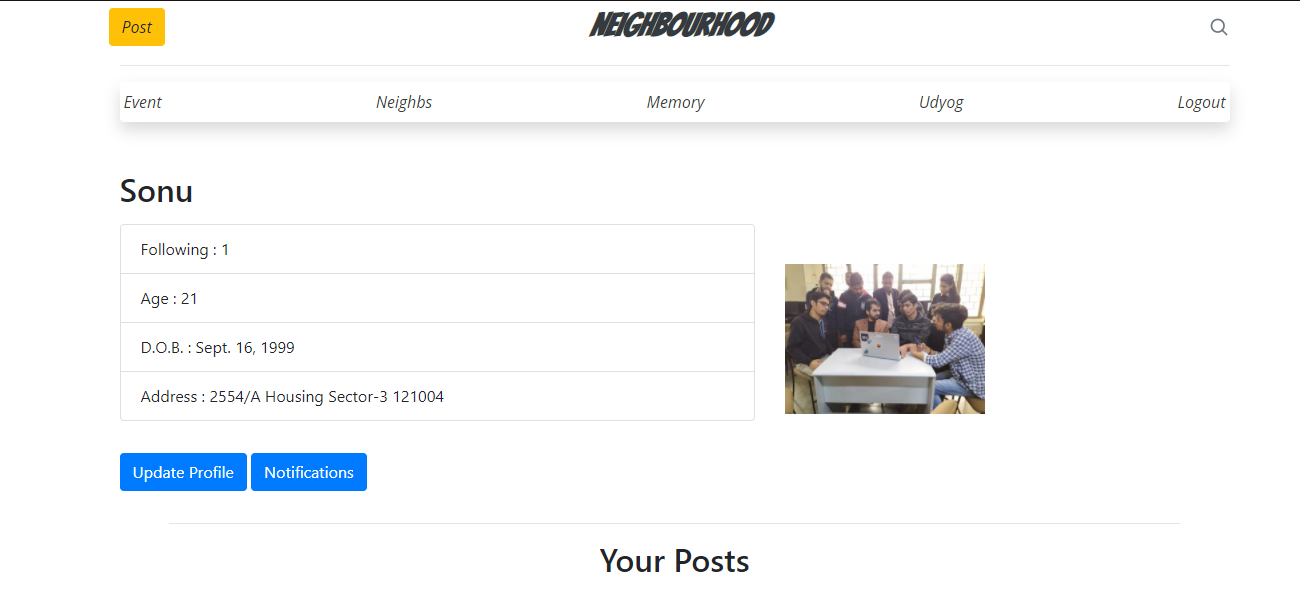 Post
NEIGHBOURHOOD
Event Neighbs Memory Udyog Logout
Sonu
Following : 1
Age : 21
D.O.B. : Sept. 16, 1999
Address : 2554/A Housing Sector-3 121004
Update Profile Notifications
Your Posts